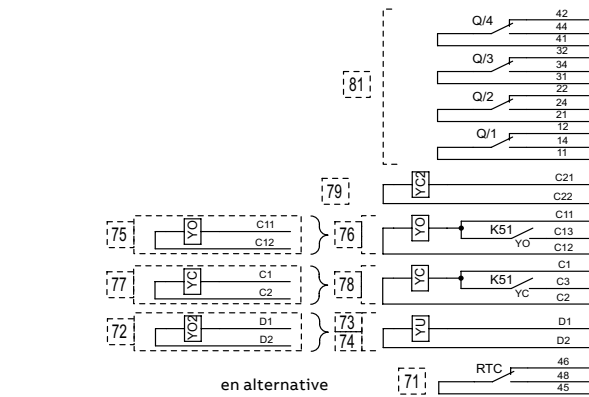 42
Q/4
44
41
32
Q/3
34
31
81
22
Q/2
24
21
12
Q/1
14
11
79
YC2
C21
C22
75
YO
C11
C12
76
YO
K51
YO
C11
C13
C12
77
YC
C1
C2
78
YC
K51
YC
C1
C3
C2
72
YO2
D1
D2
73
74
YU
D1
D2
en alternative
71
RTC
46
48
45